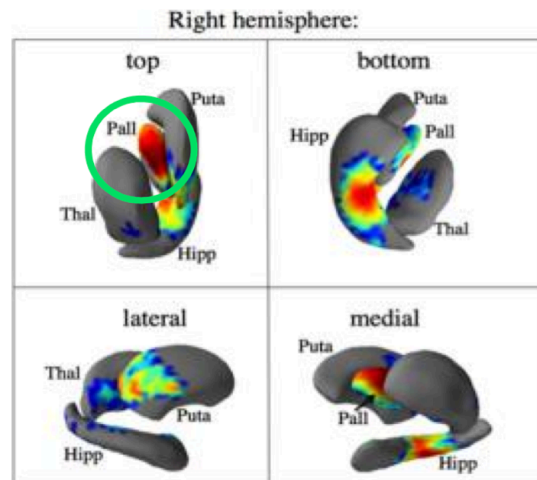 Right hemisphere:
top
Puta
Pall
Thal
Hipp
bottom
Puta
Hipp
Pall
Thal
lateral
Thal
Puta
Hipp
medial
Puta
Pall
Hipp